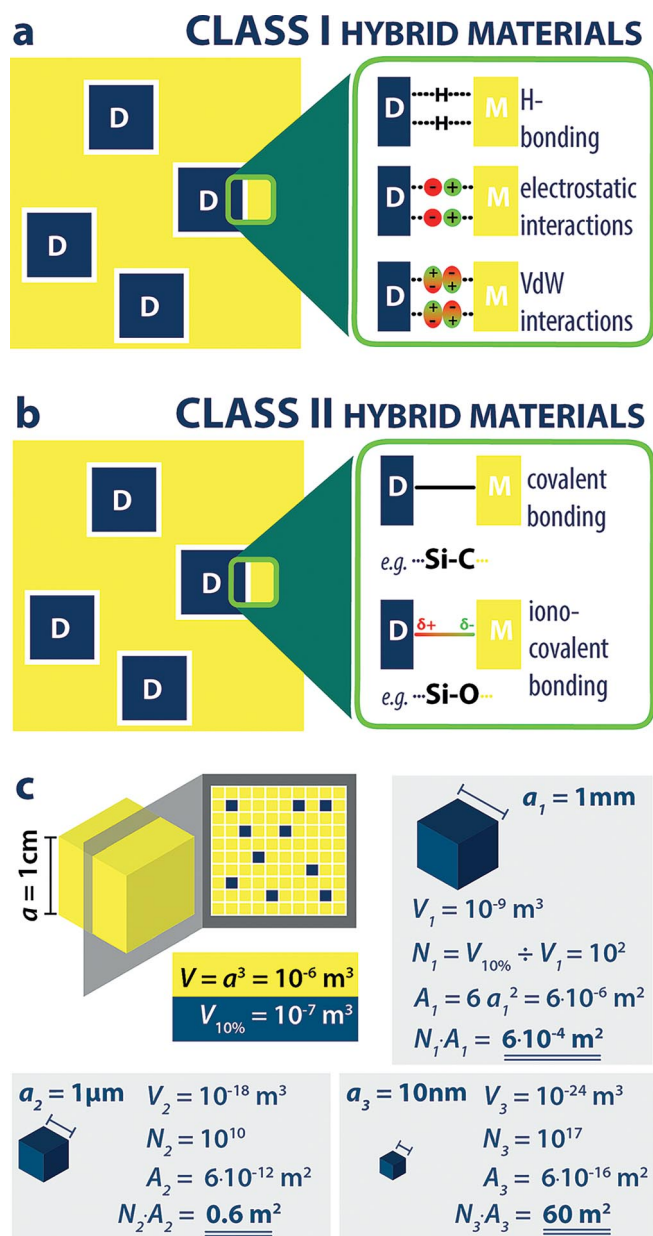 a
CLASS I HYBRID MATERIALS
D
D
D
D
D H M
H
H-
bonding
D - + M
- +
electrostatic
interactions
D + - M
- +
+ -
- +
VdW
interactions
b
CLASS II HYBRID MATERIALS
D
D
D
D
D M
covalent
bonding
e.g. ···Si-C···
D δ+ δ- M
iono-
covalent
bonding
e.g. ···Si-O···
c
a = 1cm
V = a³ = 10⁻⁶ m³
V₁₀% = 10⁻⁷ m³
a₁ = 1mm
V₁ = 10⁻⁹ m³
N₁ = V₁₀% ÷ V₁ = 10²
A₁ = 6 a₁² = 6·10⁻⁶ m²
N₁·A₁ = 6·10⁻⁴ m²
a₂ = 1µm
V₂ = 10⁻¹⁸ m³
N₂ = 10¹⁰
A₂ = 6·10⁻¹² m²
N₂·A₂ = 0.6 m²
a₃ = 10nm
V₃ = 10⁻²⁴ m³
N₃ = 10¹⁷
A₃ = 6·10⁻¹⁶ m²
N₃·A₃ = 60 m²